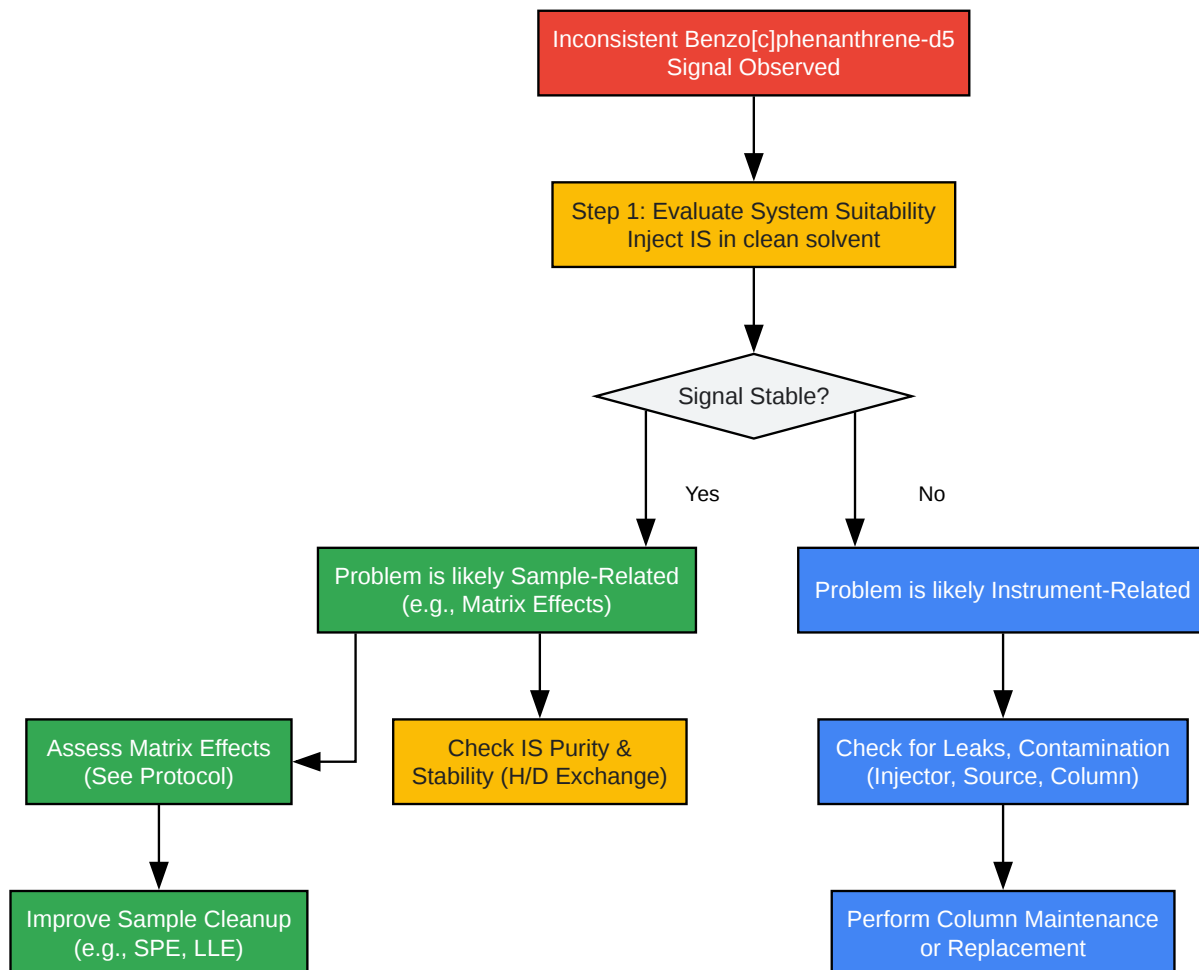 Inconsistent Benzo[c]phenanthrene-d5
Signal Observed
Step 1: Evaluate System Suitability
Inject IS in clean solvent
Signal Stable?
Yes
No
Problem is likely Sample-Related
(e.g., Matrix Effects)
Problem is likely Instrument-Related
Assess Matrix Effects
(See Protocol)
Check IS Purity &
Stability (H/D Exchange)
Check for Leaks, Contamination
(Injector, Source, Column)
Improve Sample Cleanup
(e.g., SPE, LLE)
Perform Column Maintenance
or Replacement